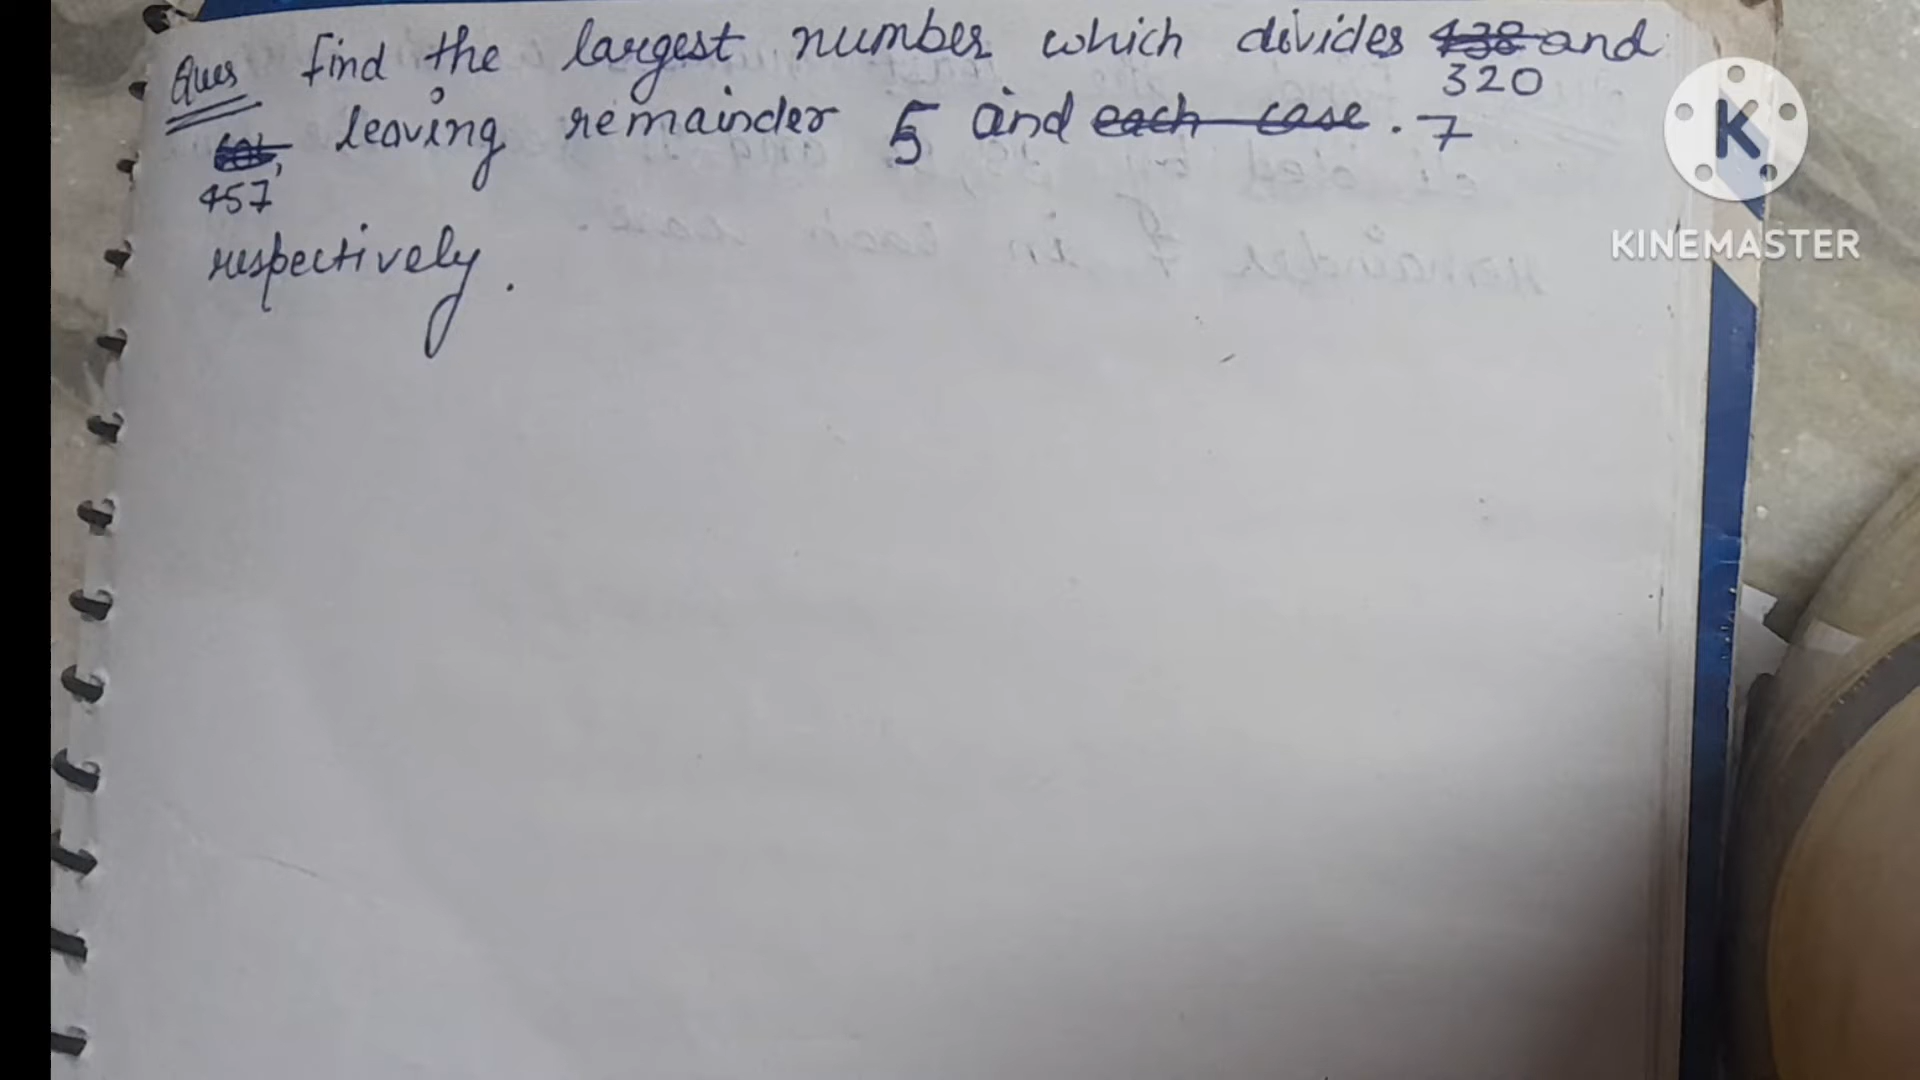 Ques find the largest number which divides 438 and
320
601, leaving remainder 5 and each case. 7
457
respectively.
K
KINEMASTER